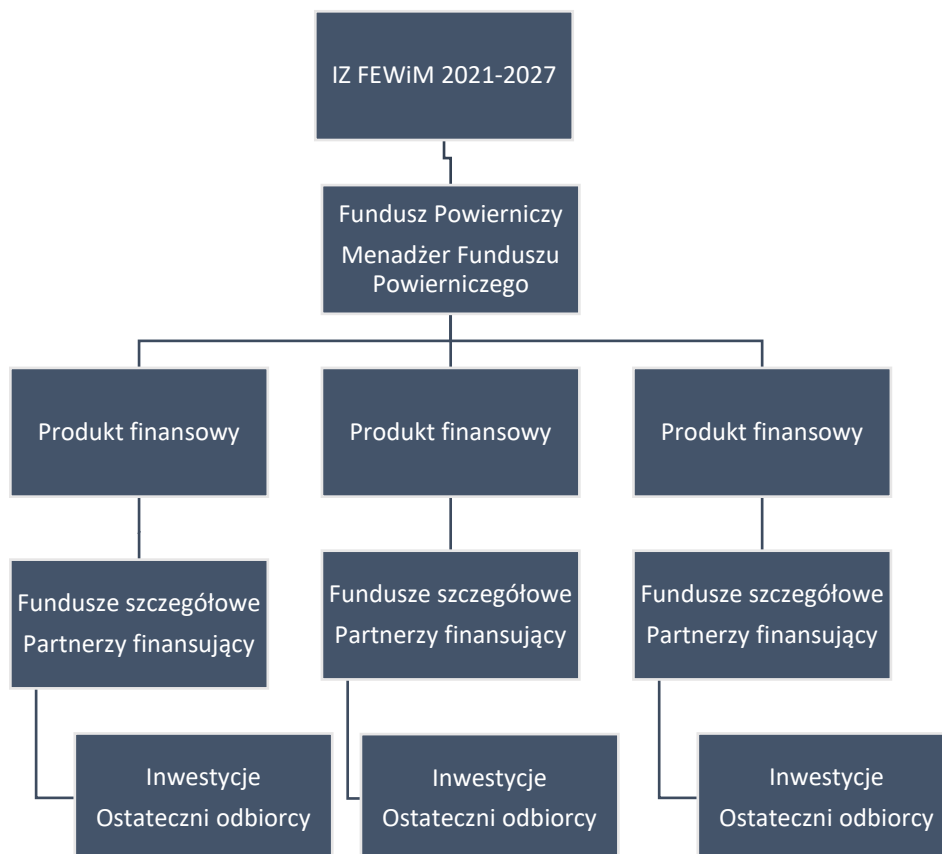 IZ FEWiM 2021-2027
Fundusz Powierniczy
Menadżer Funduszu
Powierniczego
Produkt finansowy
Produkt finansowy
Produkt finansowy
Fundusze szczegółowe
Partnerzy finansujący
Fundusze szczegółowe
Partnerzy finansujący
Fundusze szczegółowe
Partnerzy finansujący
Inwestycje
Ostateczni odbiorcy
Inwestycje
Ostateczni odbiorcy
Inwestycje
Ostateczni odbiorcy